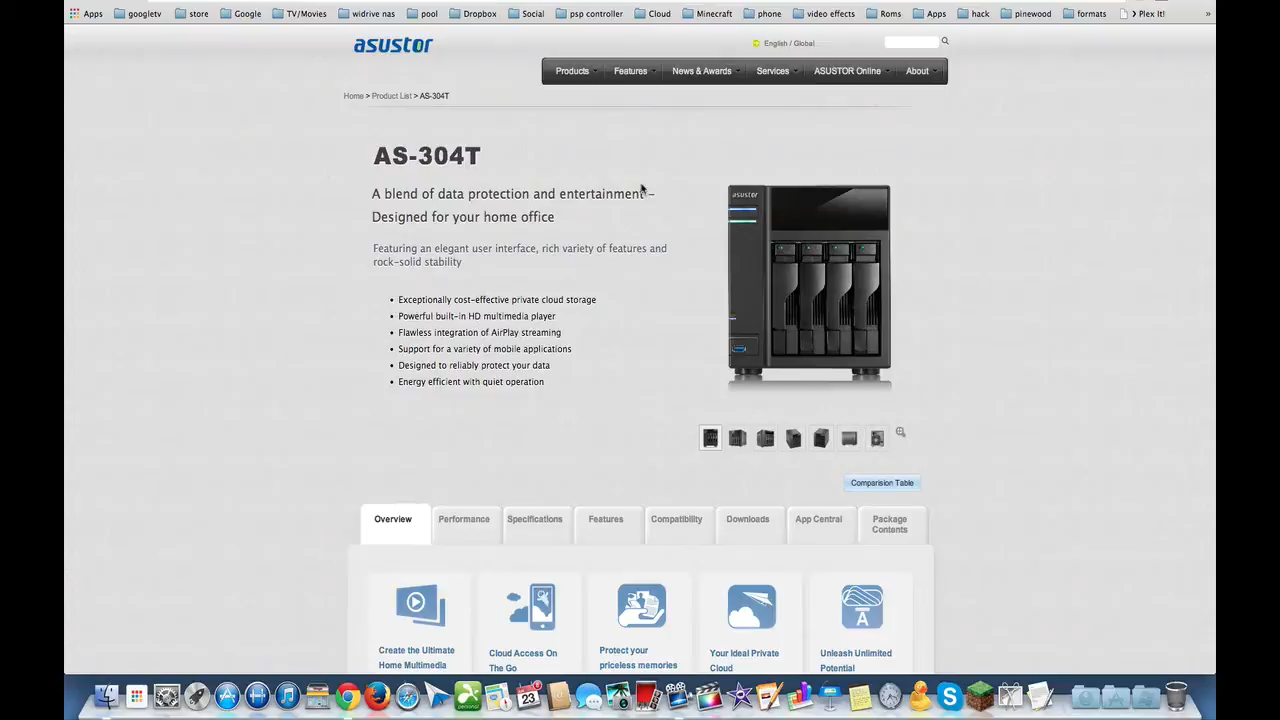 Apps googletv store Google TV/Movies widrive nas pool Dropbox Social psp controller Cloud Minecraft phone video effects Roms Apps hack pinewood formats Plex It! »
asustor
English / Global
Products Features News & Awards Services ASUSTOR Online About
Home > Product List > AS-304T
AS-304T
A blend of data protection and entertainment –
Designed for your home office
Featuring an elegant user interface, rich variety of features and
rock-solid stability
• Exceptionally cost-effective private cloud storage
• Powerful built-in HD multimedia player
• Flawless integration of AirPlay streaming
• Support for a variety of mobile applications
• Designed to reliably protect your data
• Energy efficient with quiet operation
asustor
Comparision Table
Overview Performance Specifications Features Compatibility Downloads App Central Package
Contents
A
Create the Ultimate
Home Multimedia
Cloud Access On
The Go
Protect your
priceless memories
Your Ideal Private
Cloud
Unleash Unlimited
Potential
23